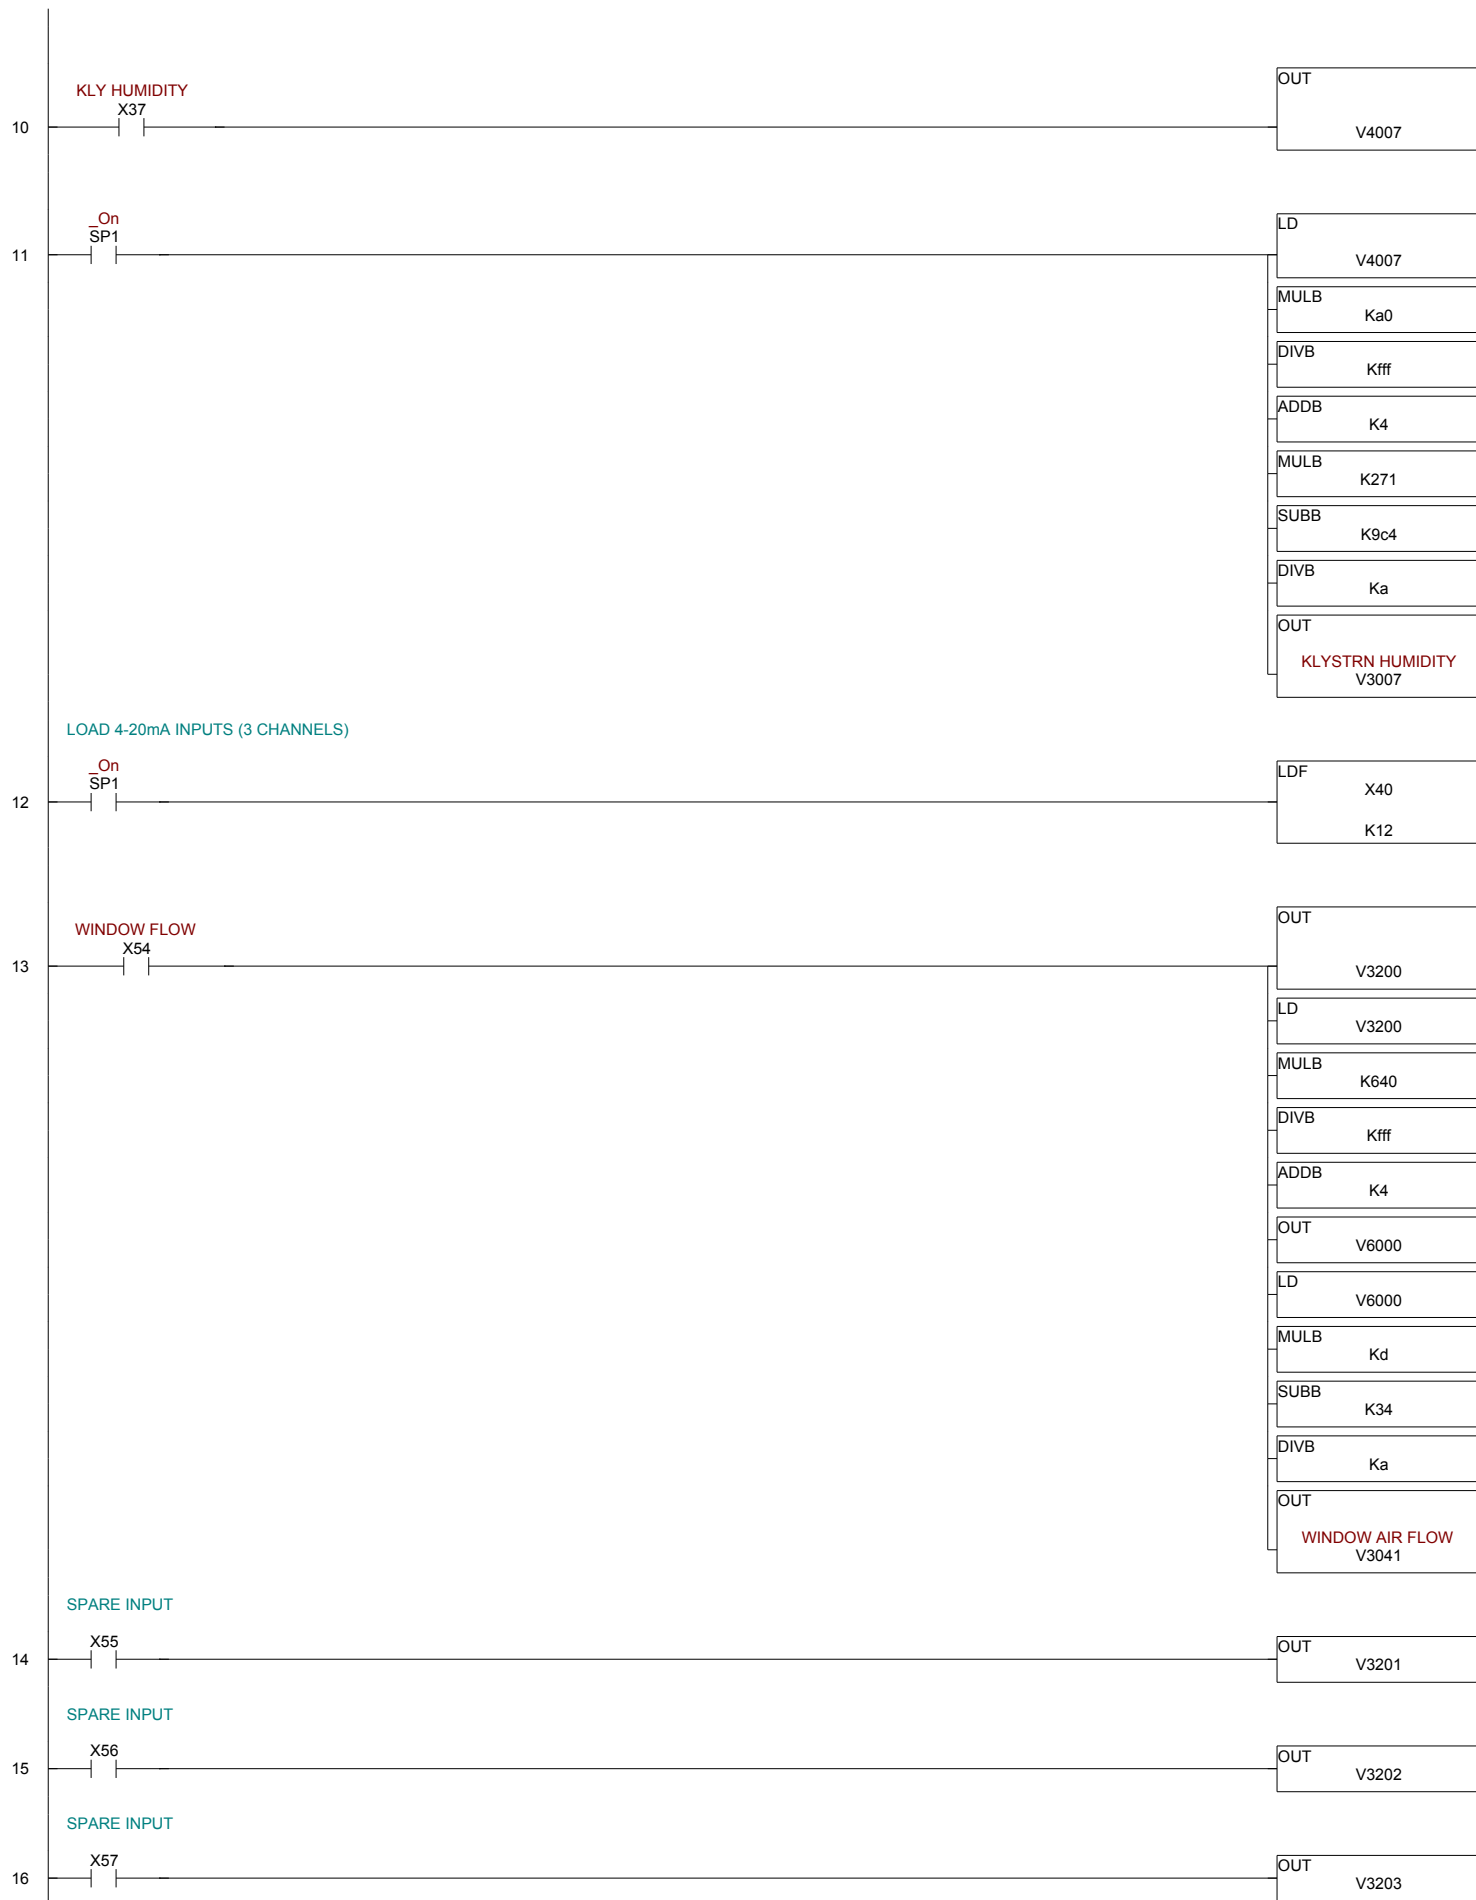 KLY HUMIDITY
X37
OUT
V4007
10
_On
SP1
LD
V4007
11
MULB
Ka0
DIVB
Kfff
ADDB
K4
MULB
K271
SUBB
K9c4
DIVB
Ka
OUT
KLYSTRN HUMIDITY
V3007
LOAD 4-20mA INPUTS (3 CHANNELS)
_On
SP1
LDF
X40
K12
12
WINDOW FLOW
X54
OUT
V3200
13
LD
V3200
MULB
K640
DIVB
Kfff
ADDB
K4
OUT
V6000
LD
V6000
MULB
Kd
SUBB
K34
DIVB
Ka
OUT
WINDOW AIR FLOW
V3041
SPARE INPUT
X55
OUT
V3201
14
SPARE INPUT
X56
OUT
V3202
15
SPARE INPUT
X57
OUT
V3203
16